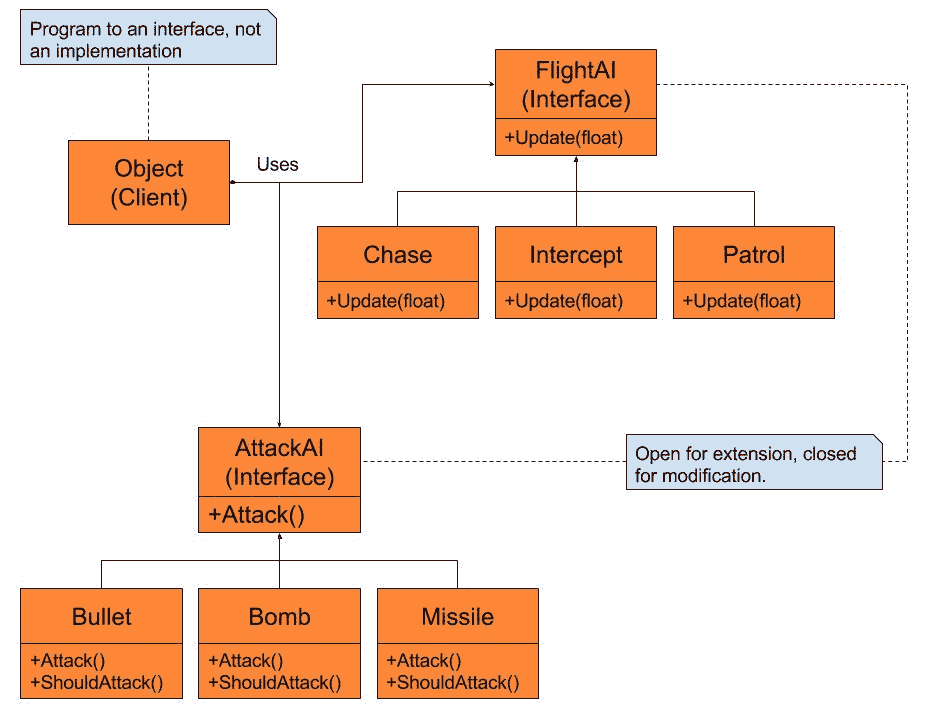 Program to an interface, not
an implementation
FlightAI
(Interface)
+Update(float)
Object
(Client)
Uses
Chase
+Update(float)
Intercept
+Update(float)
Patrol
+Update(float)
AttackAI
(Interface)
+Attack()
Open for extension, closed
for modification.
Bullet
+Attack()
+ShouldAttack()
Bomb
+Attack()
+ShouldAttack()
Missile
+Attack()
+ShouldAttack()